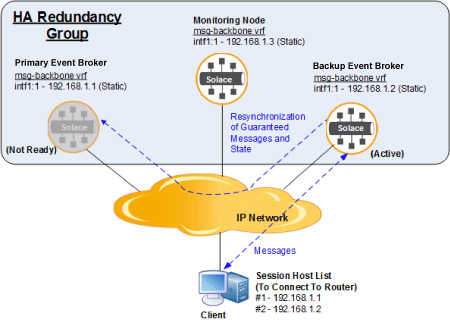 HA Redundancy
Group
Monitoring Node
msg-backbone vrf
intf1:1 - 192.168.1.3 (Static)
Primary Event Broker
msg-backbone vrf
intf1:1 - 192.168.1.1 (Static)
Backup Event Broker
msg-backbone vrf
intf1:1 - 192.168.1.2 (Static)
Solace
Solace
Solace
Resynchronization
of Guaranteed
Messages and
State
(Not Ready)
(Active)
IP Network
Messages
Session Host List
(To Connect To Router)
#1 - 192.168.1.1
#2 - 192.168.1.2
Client